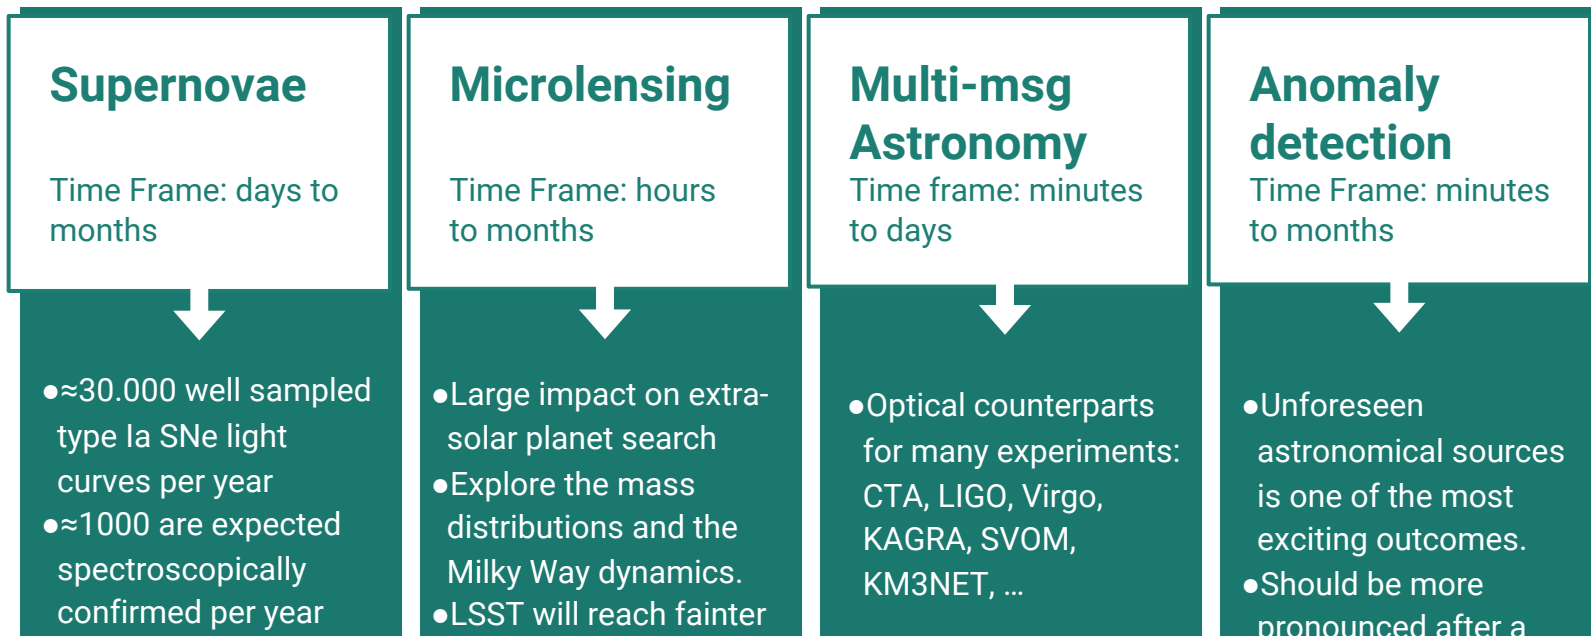 Supernovae
Time Frame: days to
months
●≈30.000 well sampled
type Ia SNe light
curves per year
●≈1000 are expected
spectroscopically
confirmed per year
Microlensing
Time Frame: hours
to months
●Large impact on extra-
solar planet search
●Explore the mass
distributions and the
Milky Way dynamics.
●LSST will reach fainter
Multi-msg
Astronomy
Time frame: minutes
to days
●Optical counterparts
for many experiments:
CTA, LIGO, Virgo,
KAGRA, SVOM,
KM3NET, ...
Anomaly
detection
Time Frame: minutes
to months
●Unforeseen
astronomical sources
is one of the most
exciting outcomes.
●Should be more
pronounced after a